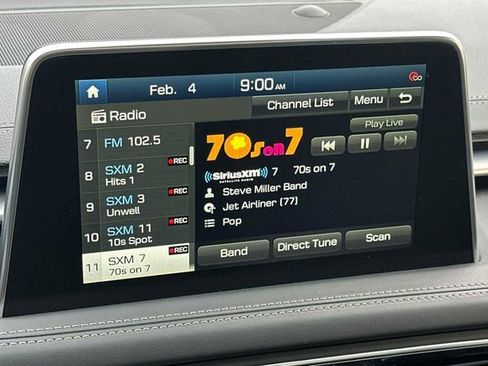 Feb. 4 9:00 AM
Radio
Channel List Menu
Play Live
7 FM 102.5
8 SXM 2 REC
Hits 1
9 SXM 3 REC
Unwell
10 SXM 11 REC
10s Spot
11 SXM 7 REC
70s on 7
70s on 7
SiriusXM 7 70s on 7
SATELLITE RADIO
Steve Miller Band
Jet Airliner (77)
Pop
Band Direct Tune Scan